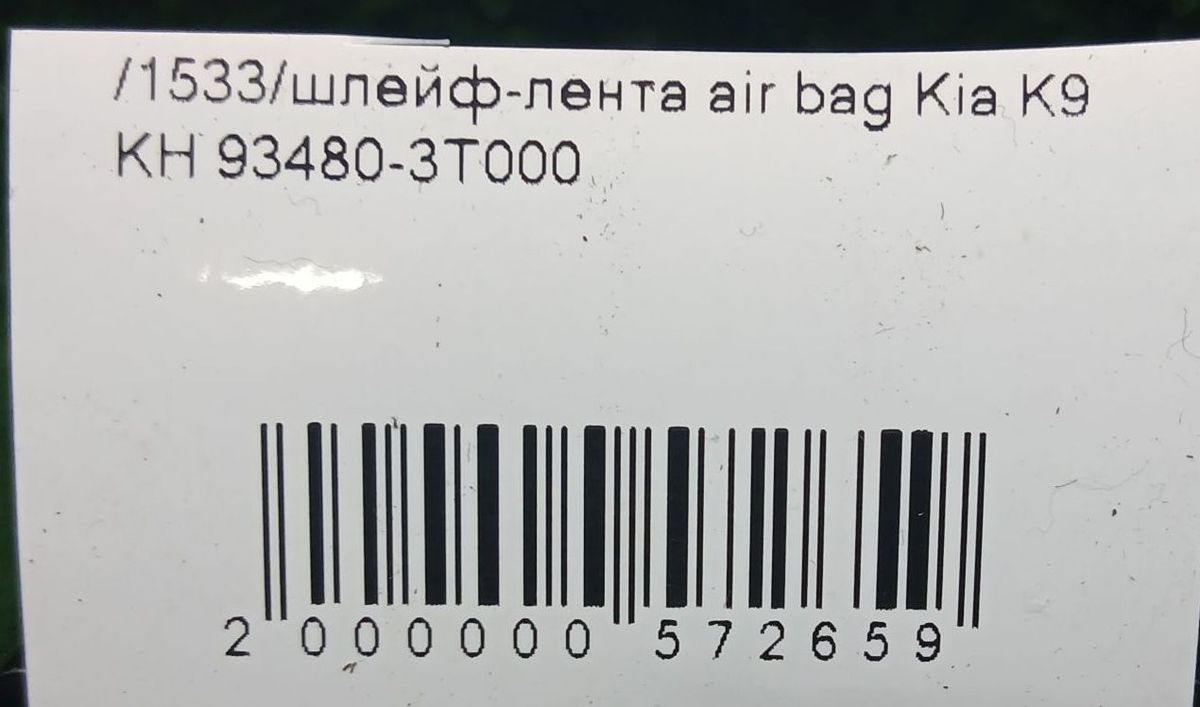 /1533/шлейф-лента air bag Kia K9
KH 93480-3T000
2 000000 572659